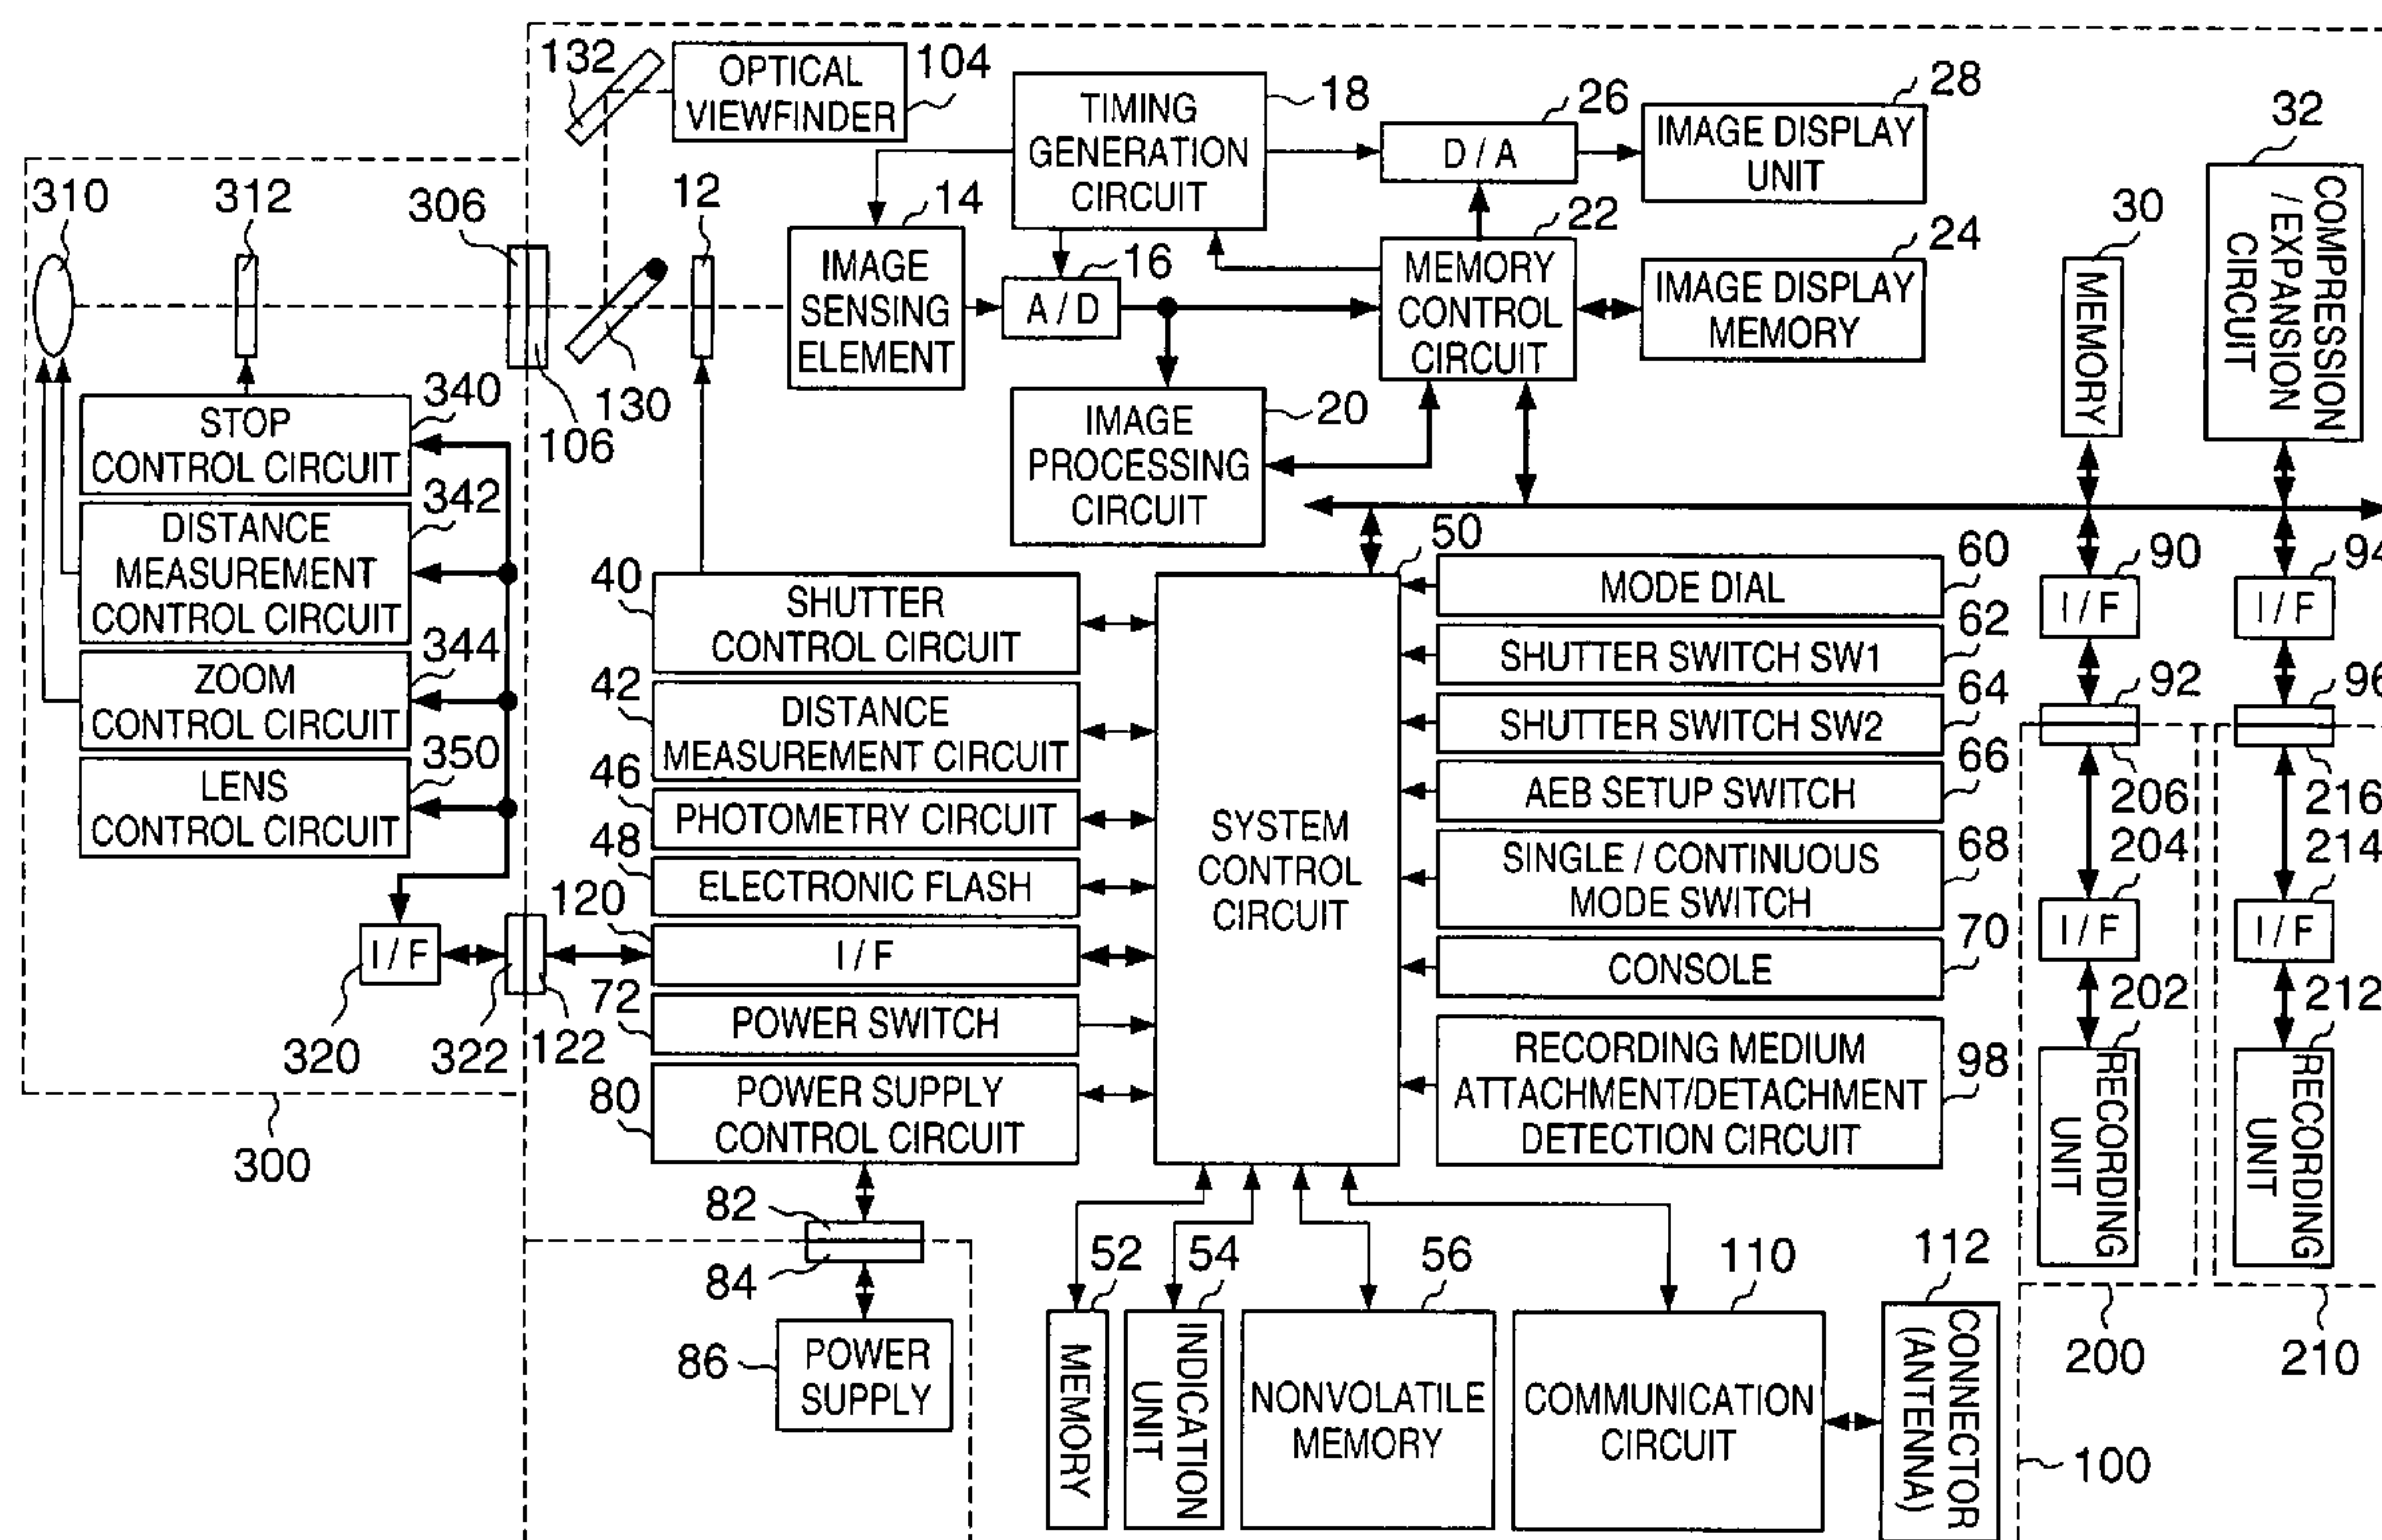 132
OPTICAL
VIEWFINDER
104
TIMING
GENERATION
CIRCUIT
18
26
D / A
28
IMAGE DISPLAY
UNIT
32
COMPRESSION
/ EXPANSION
CIRCUIT
310
312
306
12
14
IMAGE
SENSING
ELEMENT
16
A / D
22
MEMORY
CONTROL
CIRCUIT
24
IMAGE DISPLAY
MEMORY
30
MEMORY
130
106
20
IMAGE
PROCESSING
CIRCUIT
340
STOP
CONTROL CIRCUIT
342
DISTANCE
MEASUREMENT
CONTROL CIRCUIT
344
ZOOM
CONTROL CIRCUIT
350
LENS
CONTROL CIRCUIT
I / F
320
322
122
300
40
SHUTTER
CONTROL CIRCUIT
42
DISTANCE
MEASUREMENT CIRCUIT
46
PHOTOMETRY CIRCUIT
48
ELECTRONIC FLASH
120
I / F
72
POWER SWITCH
80
POWER SUPPLY
CONTROL CIRCUIT
82
84
86
POWER
SUPPLY
50
SYSTEM
CONTROL
CIRCUIT
60
MODE DIAL
62
SHUTTER SWITCH SW1
64
SHUTTER SWITCH SW2
66
AEB SETUP SWITCH
68
SINGLE / CONTINUOUS
MODE SWITCH
70
CONSOLE
98
RECORDING MEDIUM
ATTACHMENT/DETACHMENT
DETECTION CIRCUIT
90
I / F
92
206
204
I / F
202
RECORDING
UNIT
200
94
I / F
96
216
214
I / F
212
RECORDING
UNIT
210
52
MEMORY
54
INDICATION
UNIT
56
NONVOLATILE
MEMORY
110
COMMUNICATION
CIRCUIT
112
CONNECTOR
(ANTENNA)
100